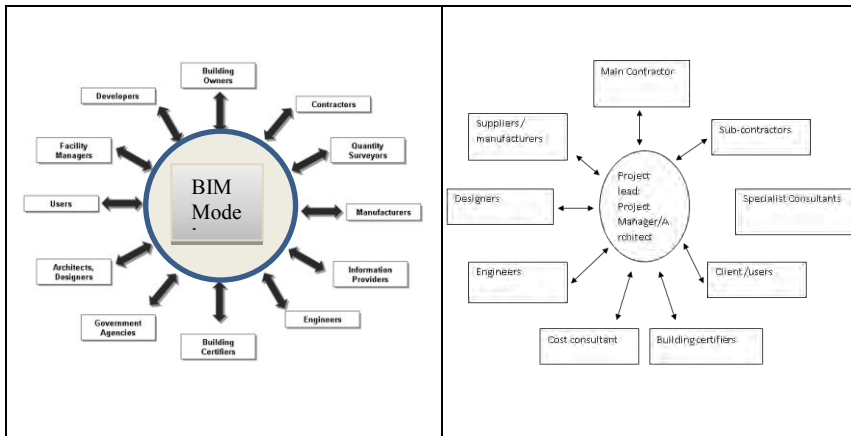 Building
Owners
Developers
Contractors
Facility
Managers
Quantity
Surveyors
BIM
Mode
Users
Manufacturers
Architects,
Designers
Information
Providers
Government
Agencies
Engineers
Building
Certifiers
Main Contractor
Suppliers/
manufacturers
Sub-contractors
Project
lead:
Project
Manager/A
rchitect
Designers
Specialist Consultants
Engineers
Client /users
Cost consultant
Building certifiers